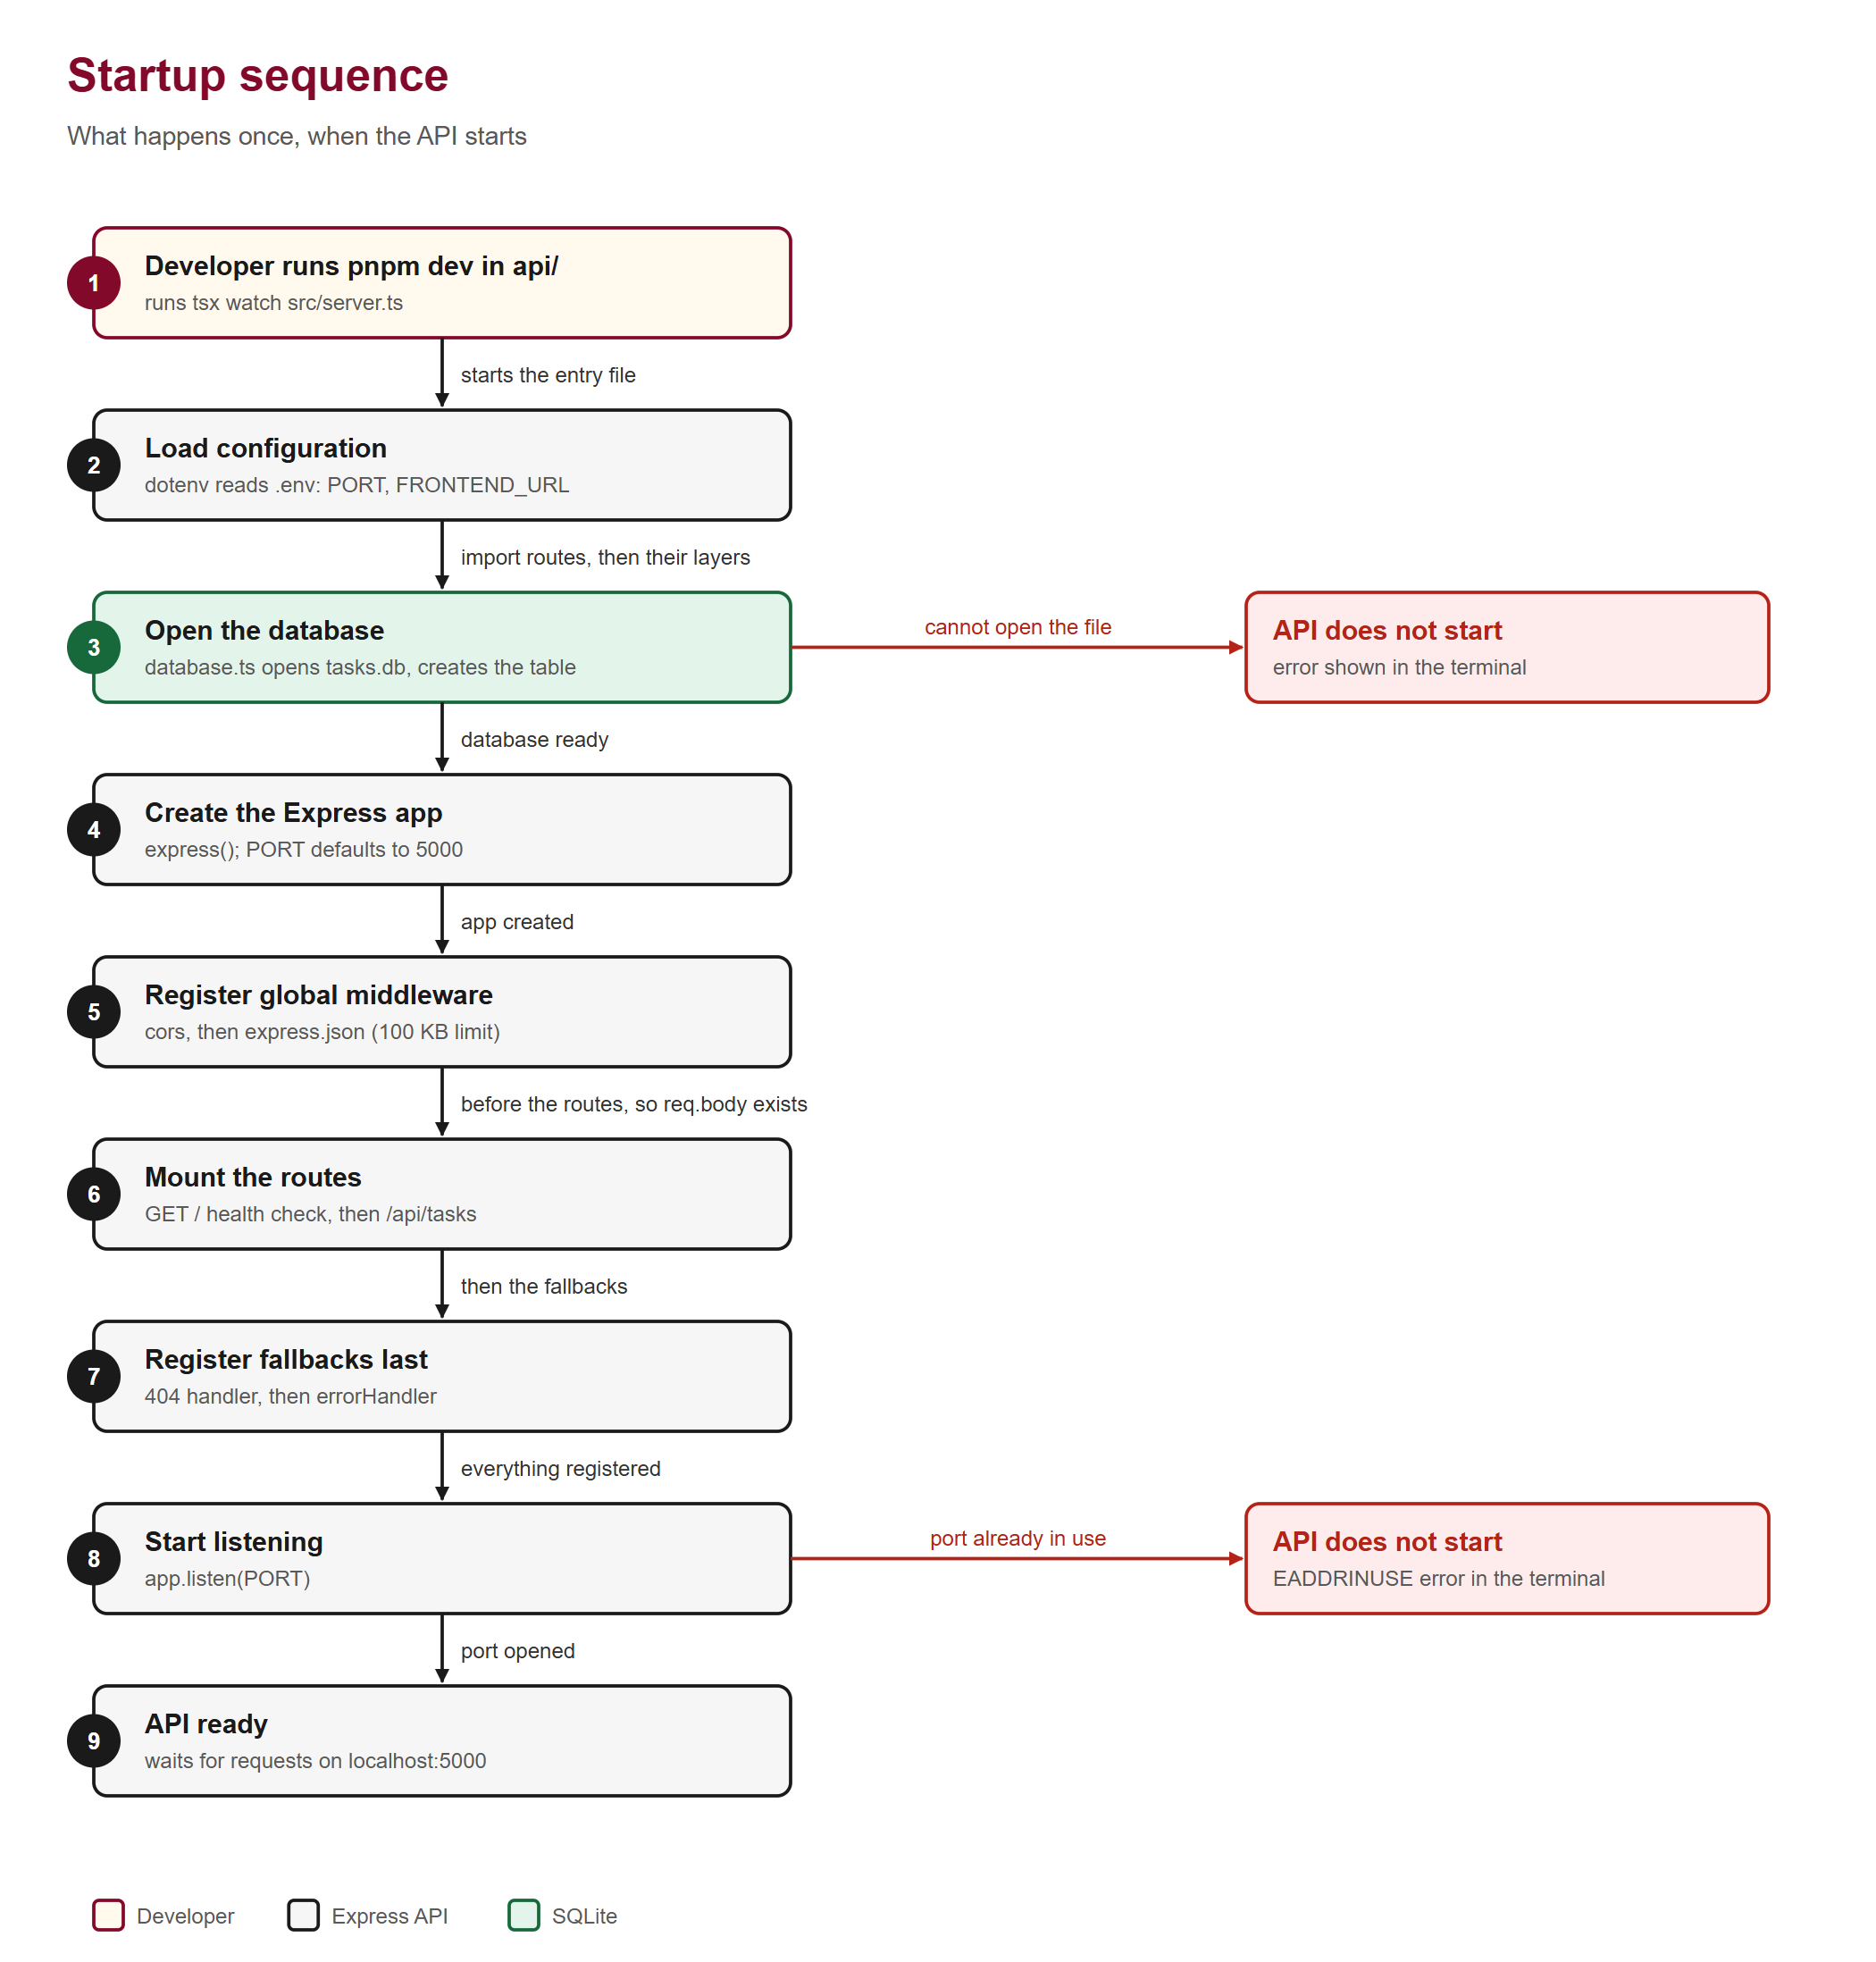 Startup sequence
What happens once, when the API starts
1
Developer runs pnpm dev in api/
runs tsx watch src/server.ts
starts the entry file
2
Load configuration
dotenv reads .env: PORT, FRONTEND_URL
import routes, then their layers
3
Open the database
database.ts opens tasks.db, creates the table
cannot open the file
API does not start
error shown in the terminal
database ready
4
Create the Express app
express(); PORT defaults to 5000
app created
5
Register global middleware
cors, then express.json (100 KB limit)
before the routes, so req.body exists
6
Mount the routes
GET / health check, then /api/tasks
then the fallbacks
7
Register fallbacks last
404 handler, then errorHandler
everything registered
8
Start listening
app.listen(PORT)
port already in use
API does not start
EADDRINUSE error in the terminal
port opened
9
API ready
waits for requests on localhost:5000
Developer
Express API
SQLite